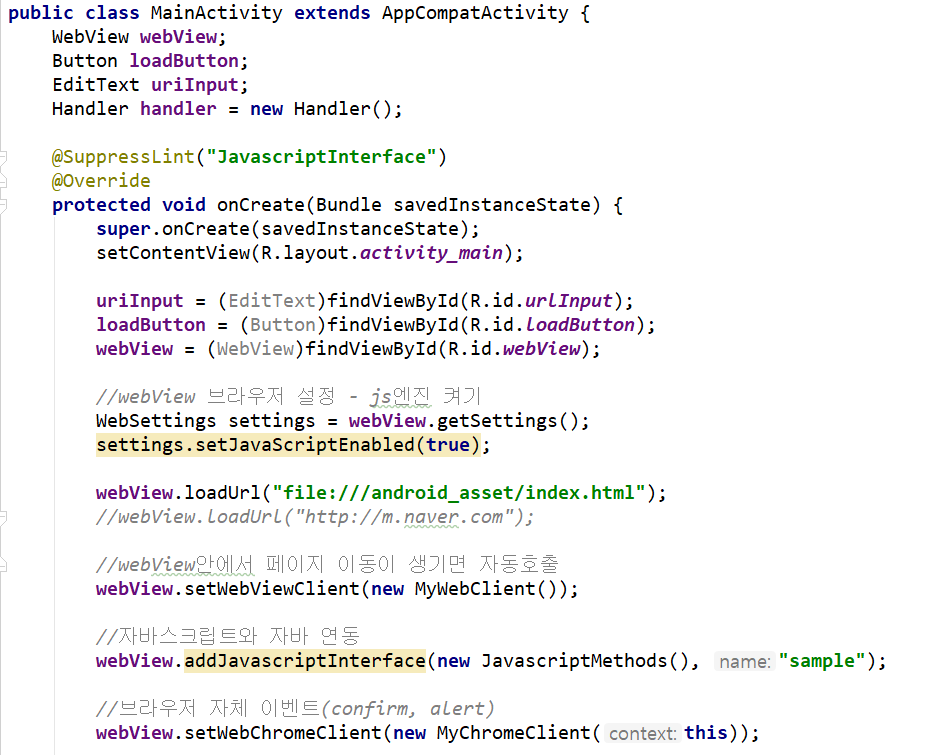 public class MainActivity extends AppCompatActivity {
WebView webView;
Button loadButton;
EditText uriInput;
Handler handler = new Handler();
@SuppressLint("JavascriptInterface")
@Override
protected void onCreate(Bundle savedInstanceState) {
super.onCreate(savedInstanceState);
setContentView(R.layout.activity_main);
uriInput = (EditText)findViewById(R.id.urlInput);
loadButton = (Button)findViewById(R.id.loadButton);
webView = (WebView)findViewById(R.id.webView);
//webView 브라우저 설정 - js엔진 켜기
WebSettings settings = webView.getSettings();
settings.setJavaScriptEnabled(true);
webView.loadUrl("file:///android_asset/index.html");
//webView.loadUrl("http://m.naver.com");
//webView안에서 페이지 이동이 생기면 자동호출
webView.setWebViewClient(new MyWebClient());
//자바스크립트와 자바 연동
webView.addJavascriptInterface(new JavascriptMethods(), name: "sample");
//브라우저 자체 이벤트(confirm, alert)
webView.setWebChromeClient(new MyChromeClient( context: this));